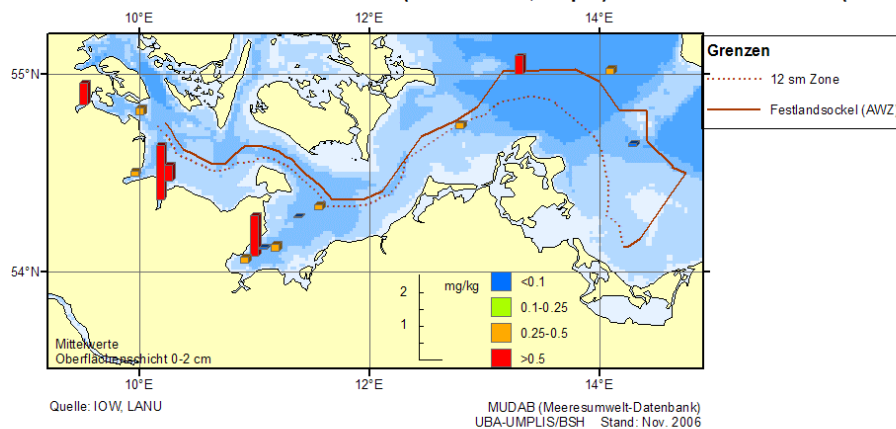 10°E 12°E 14°E
Grenzen
12 sm Zone
Festlandsockel (AWZ)
55°N 55°N
54°N 54°N
mg/kg
2
1
<0.1
0.1-0.25
0.25-0.5
>0.5
Mittelwerte
Oberflächenschicht 0-2 cm
10°E 12°E 14°E
Quelle: IOW, LANU
MUDAB (Meeresumwelt-Datenbank)
UBA-UMPLIS/BSH Stand: Nov. 2006